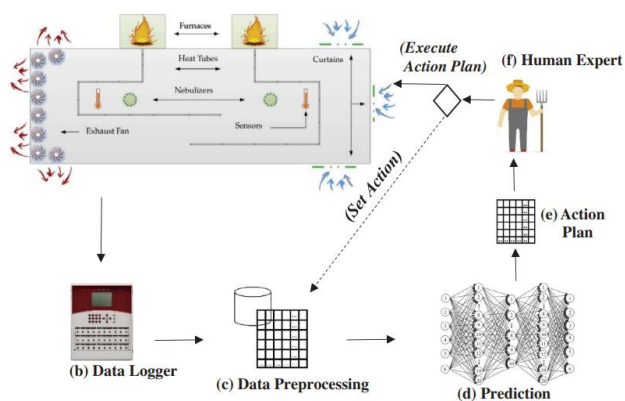 Furnaces
Heat Tubes
Curtains
Nebulizers
Sensors
Exhaust Fan
(Execute
Action Plan)
(f) Human Expert
(Set Action)
(e) Action
Plan
(b) Data Logger
(c) Data Preprocessing
(d) Prediction